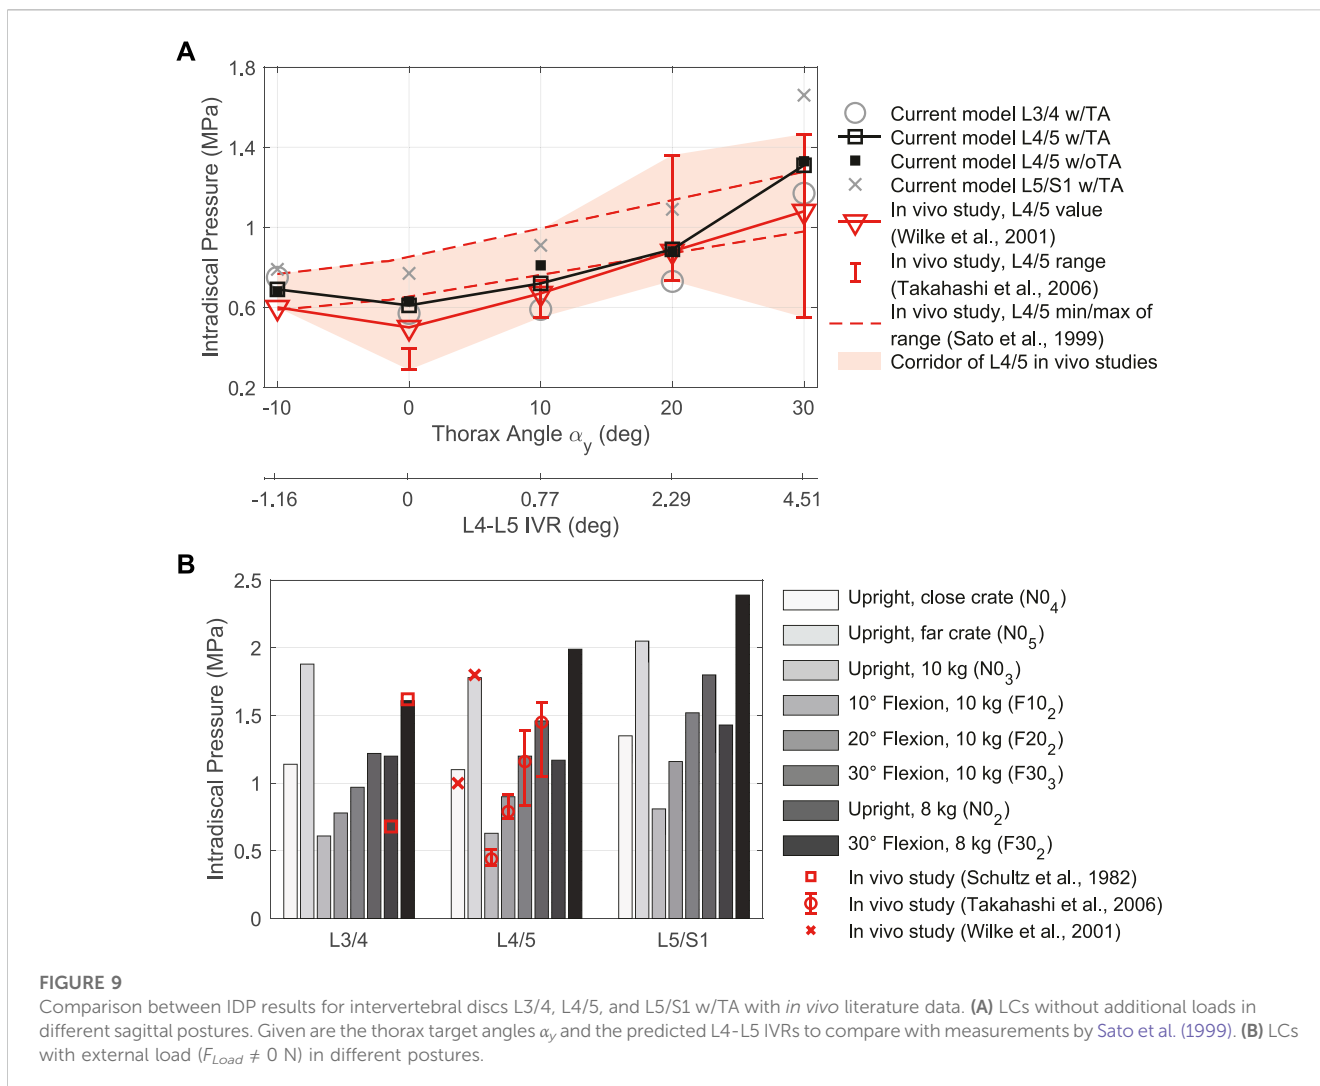 A
1.8
1.4
1
0.6
0.2
Intradiscal Pressure (MPa)
-10 0 10 20 30
Thorax Angle αy (deg)
-1.16 0 0.77 2.29 4.51
L4-L5 IVR (deg)
Current model L3/4 w/TA
Current model L4/5 w/TA
Current model L4/5 w/oTA
Current model L5/S1 w/TA
In vivo study, L4/5 value
(Wilke et al., 2001)
In vivo study, L4/5 range
(Takahashi et al., 2006)
In vivo study, L4/5 min/max of
range (Sato et al., 1999)
Corridor of L4/5 in vivo studies
B
2.5
2
1.5
1
0.5
0
Intradiscal Pressure (MPa)
L3/4 L4/5 L5/S1
Upright, close crate (N04)
Upright, far crate (N05)
Upright, 10 kg (N03)
10° Flexion, 10 kg (F102)
20° Flexion, 10 kg (F202)
30° Flexion, 10 kg (F303)
Upright, 8 kg (N02)
30° Flexion, 8 kg (F302)
In vivo study (Schultz et al., 1982)
In vivo study (Takahashi et al., 2006)
In vivo study (Wilke et al., 2001)
FIGURE 9
Comparison between IDP results for intervertebral discs L3/4, L4/5, and L5/S1 w/TA with in vivo literature data. (A) LCs without additional loads in
different sagittal postures. Given are the thorax target angles αy and the predicted L4-L5 IVRs to compare with measurements by Sato et al. (1999). (B) LCs
with external load (FLoad ≠ 0 N) in different postures.